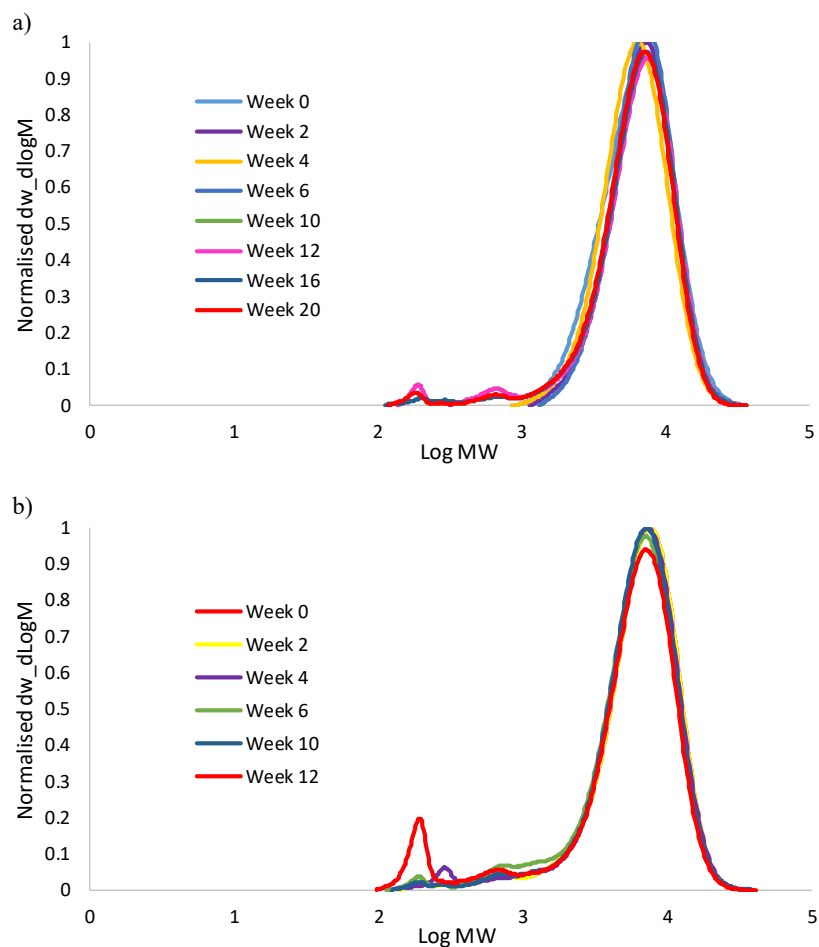 a)
Normalised dw_dlogM
1
0.9
0.8
0.7
0.6
0.5
0.4
0.3
0.2
0.1
0
Week 0
Week 2
Week 4
Week 6
Week 10
Week 12
Week 16
Week 20
0 1 2 3 4 5
Log MW
b)
Normalised dw_dLogM
1
0.9
0.8
0.7
0.6
0.5
0.4
0.3
0.2
0.1
0
Week 0
Week 2
Week 4
Week 6
Week 10
Week 12
0 1 2 3 4 5
Log MW